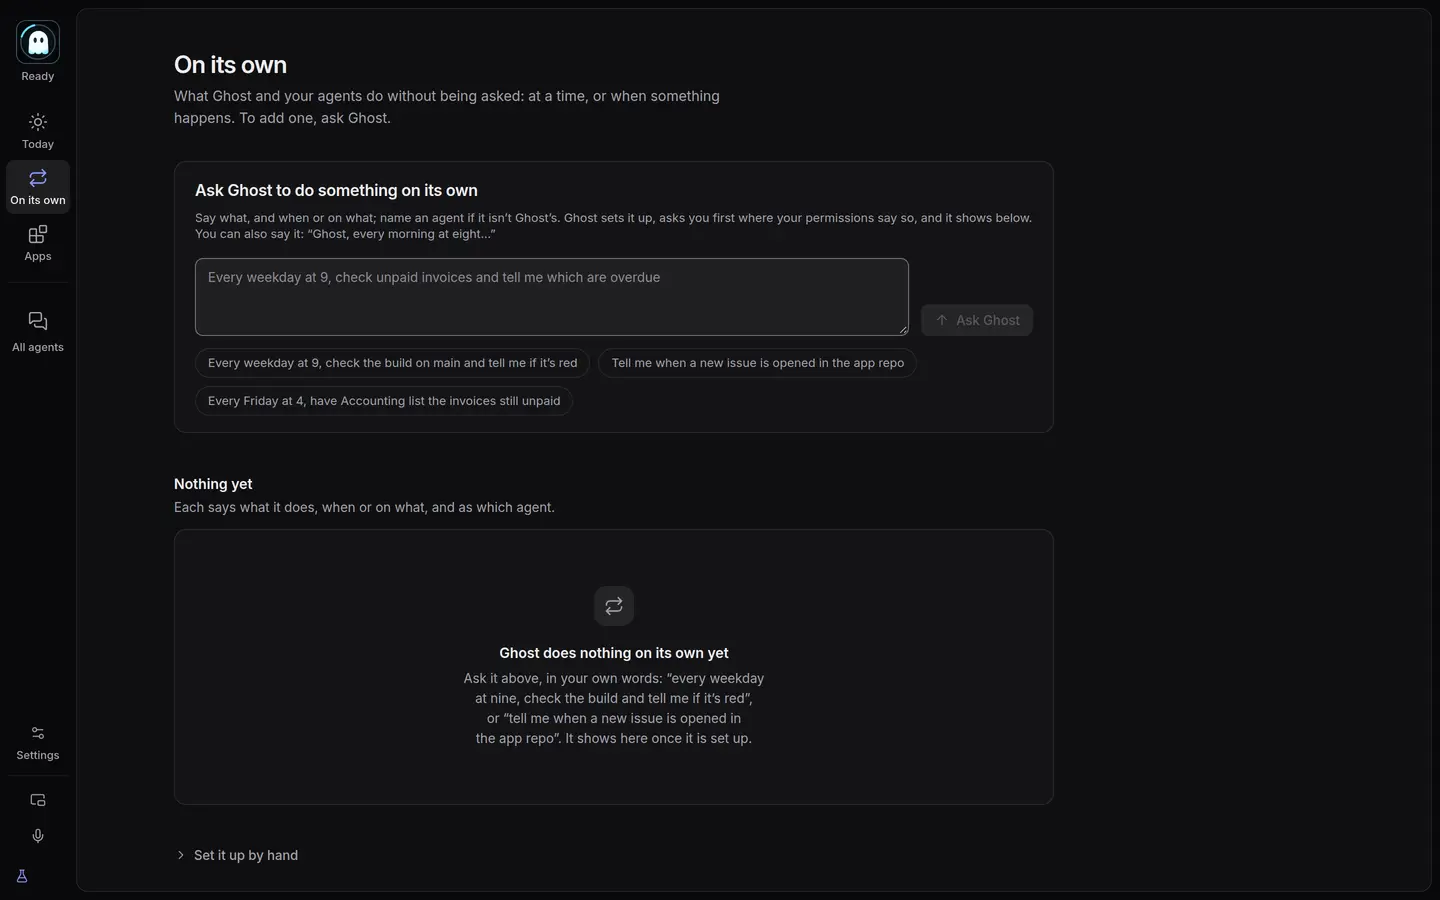 Ready
Today
On its own
Apps
All agents
Settings
On its own
What Ghost and your agents do without being asked: at a time, or when something
happens. To add one, ask Ghost.
Ask Ghost to do something on its own
Say what, and when or on what; name an agent if it isn’t Ghost’s. Ghost sets it up, asks you first where your permissions say so, and it shows below.
You can also say it: “Ghost, every morning at eight…”
Every weekday at 9, check unpaid invoices and tell me which are overdue
Ask Ghost
Every weekday at 9, check the build on main and tell me if it’s red
Tell me when a new issue is opened in the app repo
Every Friday at 4, have Accounting list the invoices still unpaid
Nothing yet
Each says what it does, when or on what, and as which agent.
Ghost does nothing on its own yet
Ask it above, in your own words: “every weekday
at nine, check the build and tell me if it’s red”,
or “tell me when a new issue is opened in
the app repo”. It shows here once it is set up.
Set it up by hand